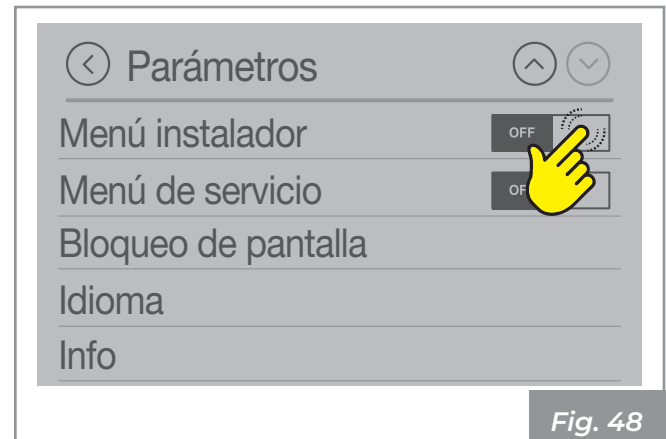 Parámetros
Menú instalador OFF
Menú de servicio
Bloqueo de pantalla
Idioma
Info
Fig. 48